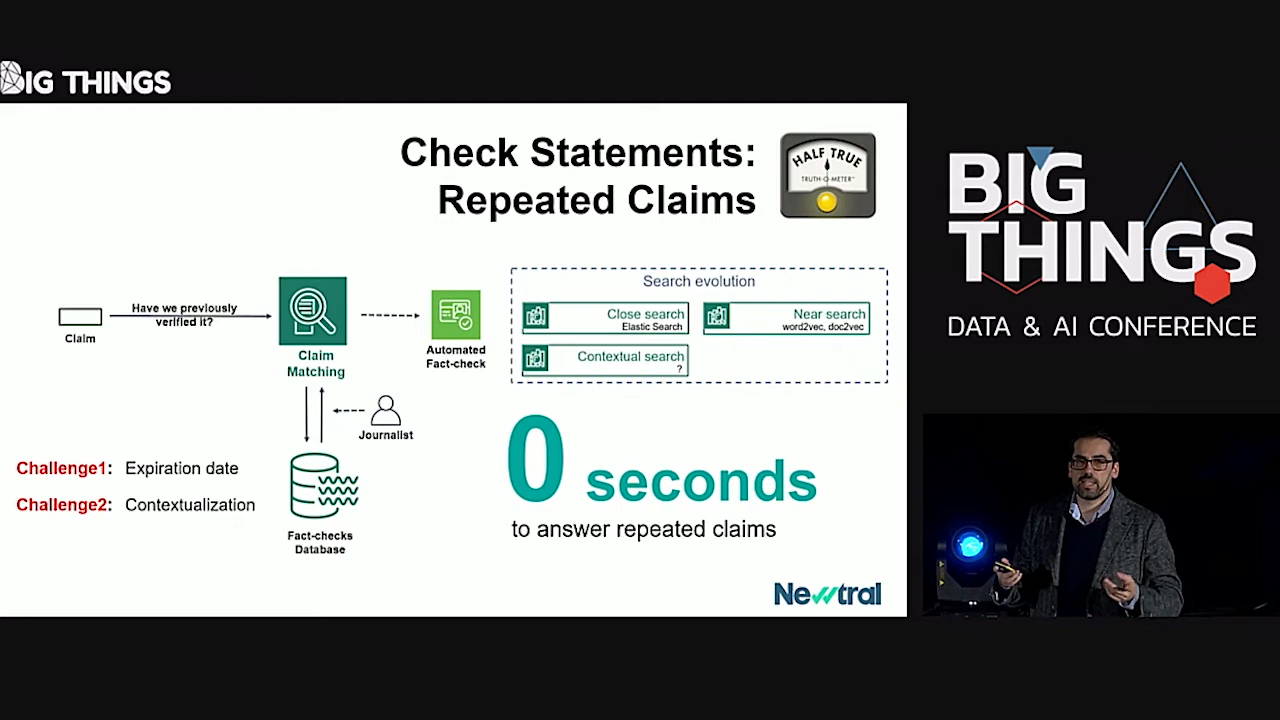 BIG THINGS
Check Statements:
Repeated Claims
HALF TRUE
TRUTH-O-METER™
Claim
Have we previously
verified it?
Claim
Matching
Automated
Fact-check
Search evolution
Close search
Elastic Search
Near search
word2vec, doc2vec
Contextual search
?
Journalist
Challenge1: Expiration date
Challenge2: Contextualization
Fact-checks
Database
0 seconds
to answer repeated claims
Newtral
BIG
THINGS
DATA & AI CONFERENCE